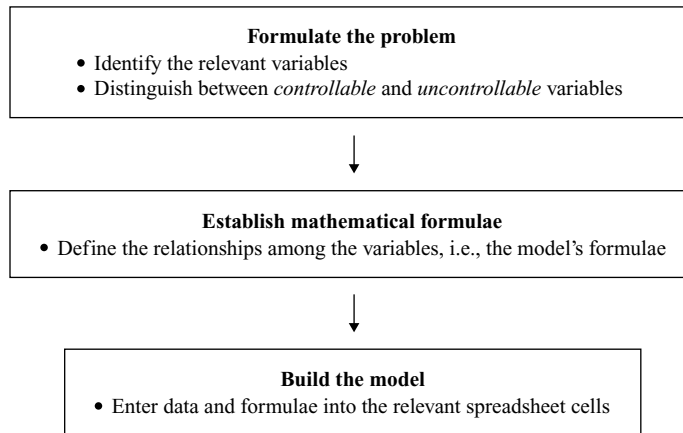 Formulate the problem
• Identify the relevant variables
• Distinguish between controllable and uncontrollable variables
Establish mathematical formulae
• Define the relationships among the variables, i.e., the model's formulae
Build the model
• Enter data and formulae into the relevant spreadsheet cells